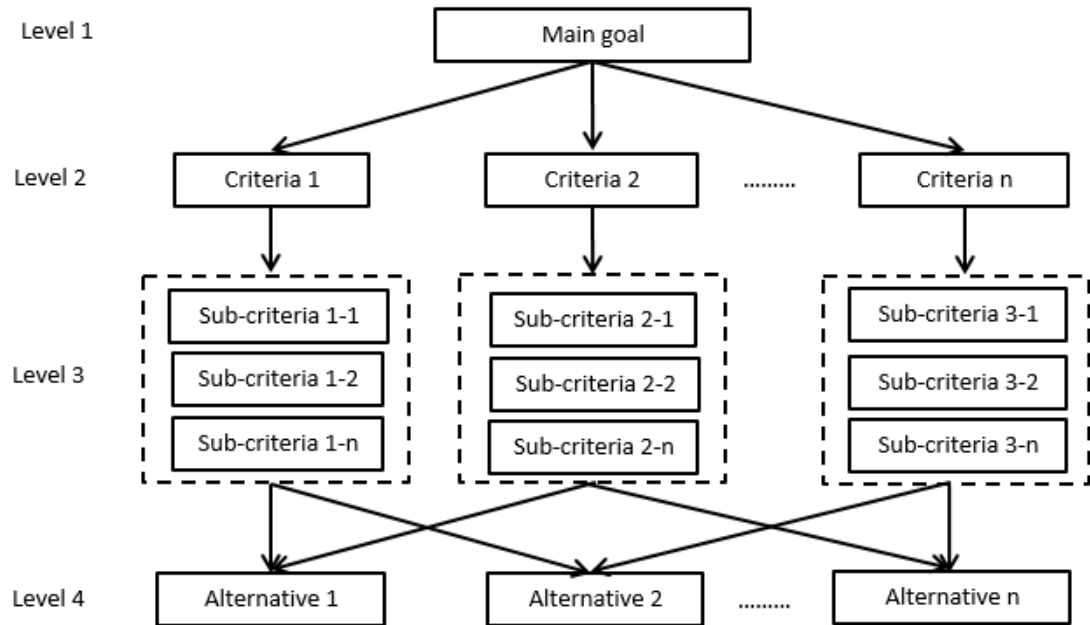 Level 1
Main goal
Level 2
Criteria 1
Criteria 2
.........
Criteria n
Level 3
Sub-criteria 1-1
Sub-criteria 1-2
Sub-criteria 1-n
Sub-criteria 2-1
Sub-criteria 2-2
Sub-criteria 2-n
Sub-criteria 3-1
Sub-criteria 3-2
Sub-criteria 3-n
Level 4
Alternative 1
Alternative 2
.........
Alternative n